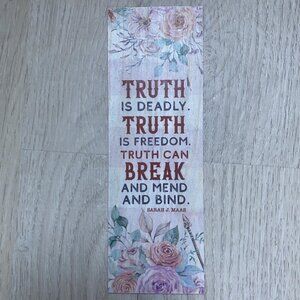 TRUTH
IS DEADLY.
TRUTH
IS FREEDOM.
TRUTH CAN
BREAK
AND MEND
AND BIND.
SARAH J. MAAS